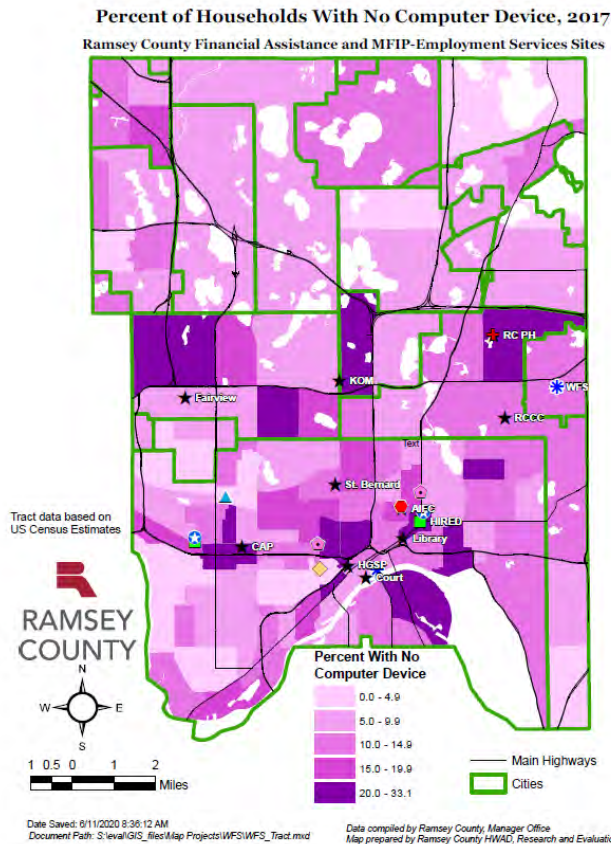 Percent of Households With No Computer Device, 2017
Ramsey County Financial Assistance and MFIP-Employment Services Sites
RC PH
KOM
WFS
Fairview
RCCC
Text
St. Bernard
AIFC
HIRED
Tract data based on
US Census Estimates
Library
CAP
HGSP
Court
RAMSEY
COUNTY
N
W
E
S
Percent With No
Computer Device
0.0 - 4.9
5.0 - 9.9
10.0 - 14.9
15.0 - 19.9
20.0 - 33.1
Main Highways
Cities
1 0.5 0 1 2
Miles
Date Saved: 6/11/2020 8:36:12 AM
Document Path: S:\eval\GIS_files\Map Projects\WFS\WFS_Tract.mxd
Data compiled by Ramsey County, Manager Office
Map prepared by Ramsey County HWAD, Research and Evaluatio